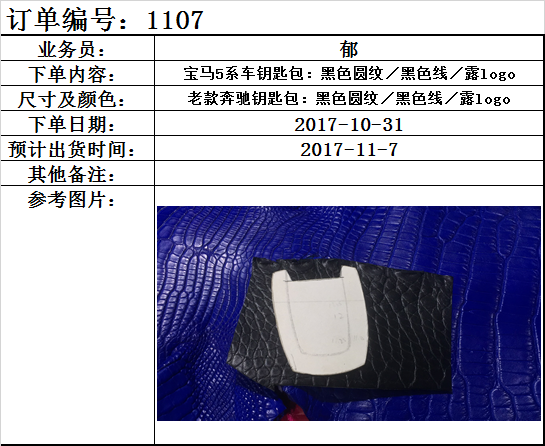 订单编号：1107
业务员： 郁
下单内容： 宝马5系车钥匙包：黑色圆纹／黑色线／露logo
尺寸及颜色： 老款奔驰钥匙包：黑色圆纹／黑色线／露logo
下单日期： 2017-10-31
预计出货时间： 2017-11-7
其他备注：
参考图片：